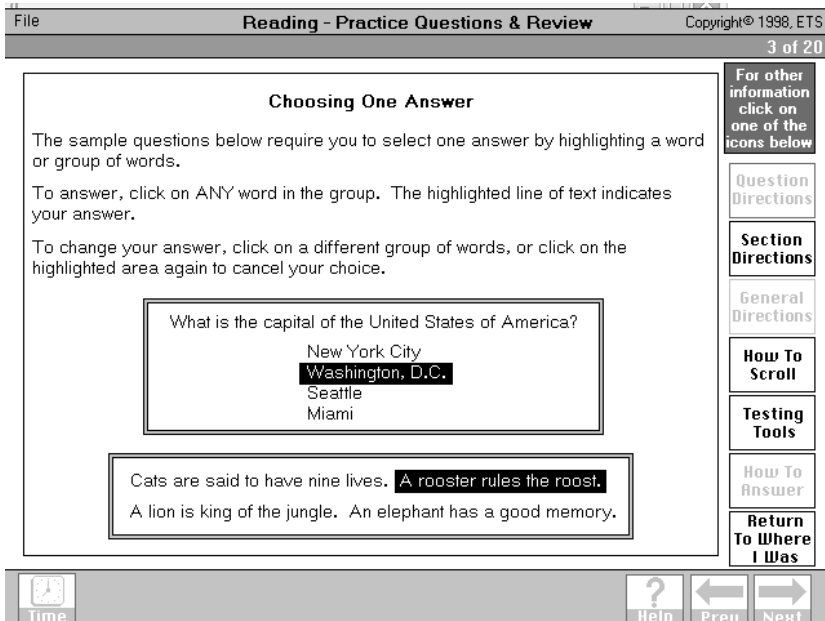 File
Reading - Practice Questions & Review
Copyright© 1998, ETS
3 of 20
Choosing One Answer
The sample questions below require you to select one answer by highlighting a word
or group of words.
To answer, click on ANY word in the group. The highlighted line of text indicates
your answer.
To change your answer, click on a different group of words, or click on the
highlighted area again to cancel your choice.
What is the capital of the United States of America?
New York City
Washington, D.C.
Seattle
Miami
Cats are said to have nine lives. A rooster rules the roost.
A lion is king of the jungle. An elephant has a good memory.
For other
information
click on
one of the
icons below
Question
Directions
Section
Directions
General
Directions
How To
Scroll
Testing
Tools
How To
Answer
Return
To Where
I Was
Time
Help
Prev
Next